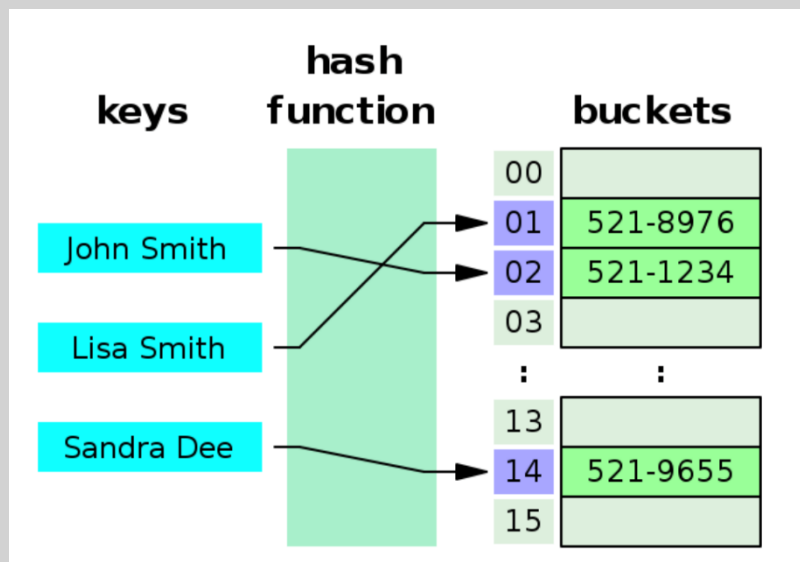 hash
keys function buckets
00
01 521-8976
John Smith
02 521-1234
03
Lisa Smith
: :
13
Sandra Dee
14 521-9655
15